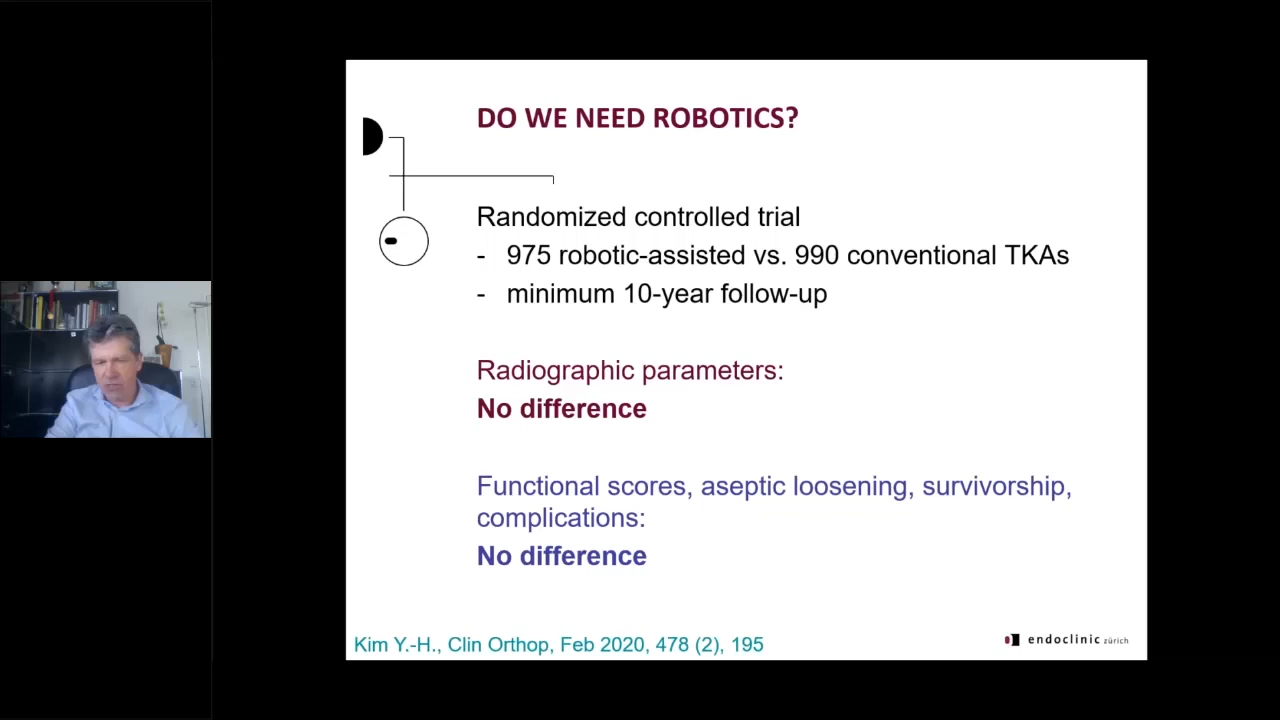 DO WE NEED ROBOTICS?
Randomized controlled trial
- 975 robotic-assisted vs. 990 conventional TKAs
- minimum 10-year follow-up
Radiographic parameters:
No difference
Functional scores, aseptic loosening, survivorship,
complications:
No difference
Kim Y.-H., Clin Orthop, Feb 2020, 478 (2), 195
endoclinic zürich